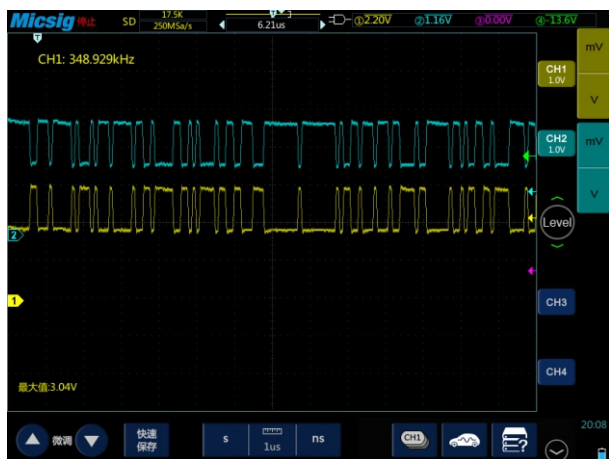 Micsig 停止 SD 17.5K 250MSa/s 6.21us ①2.20V ②1.16V ③0.00V ④-13.6V
T
CH1: 348.929kHz
mV
CH1
1.0V
V
CH2
1.0V
mV
V
2
Level
1
CH3
CH4
最大值:3.04V
微调
快速
保存
s
1us
ns
CH1
?
20:08